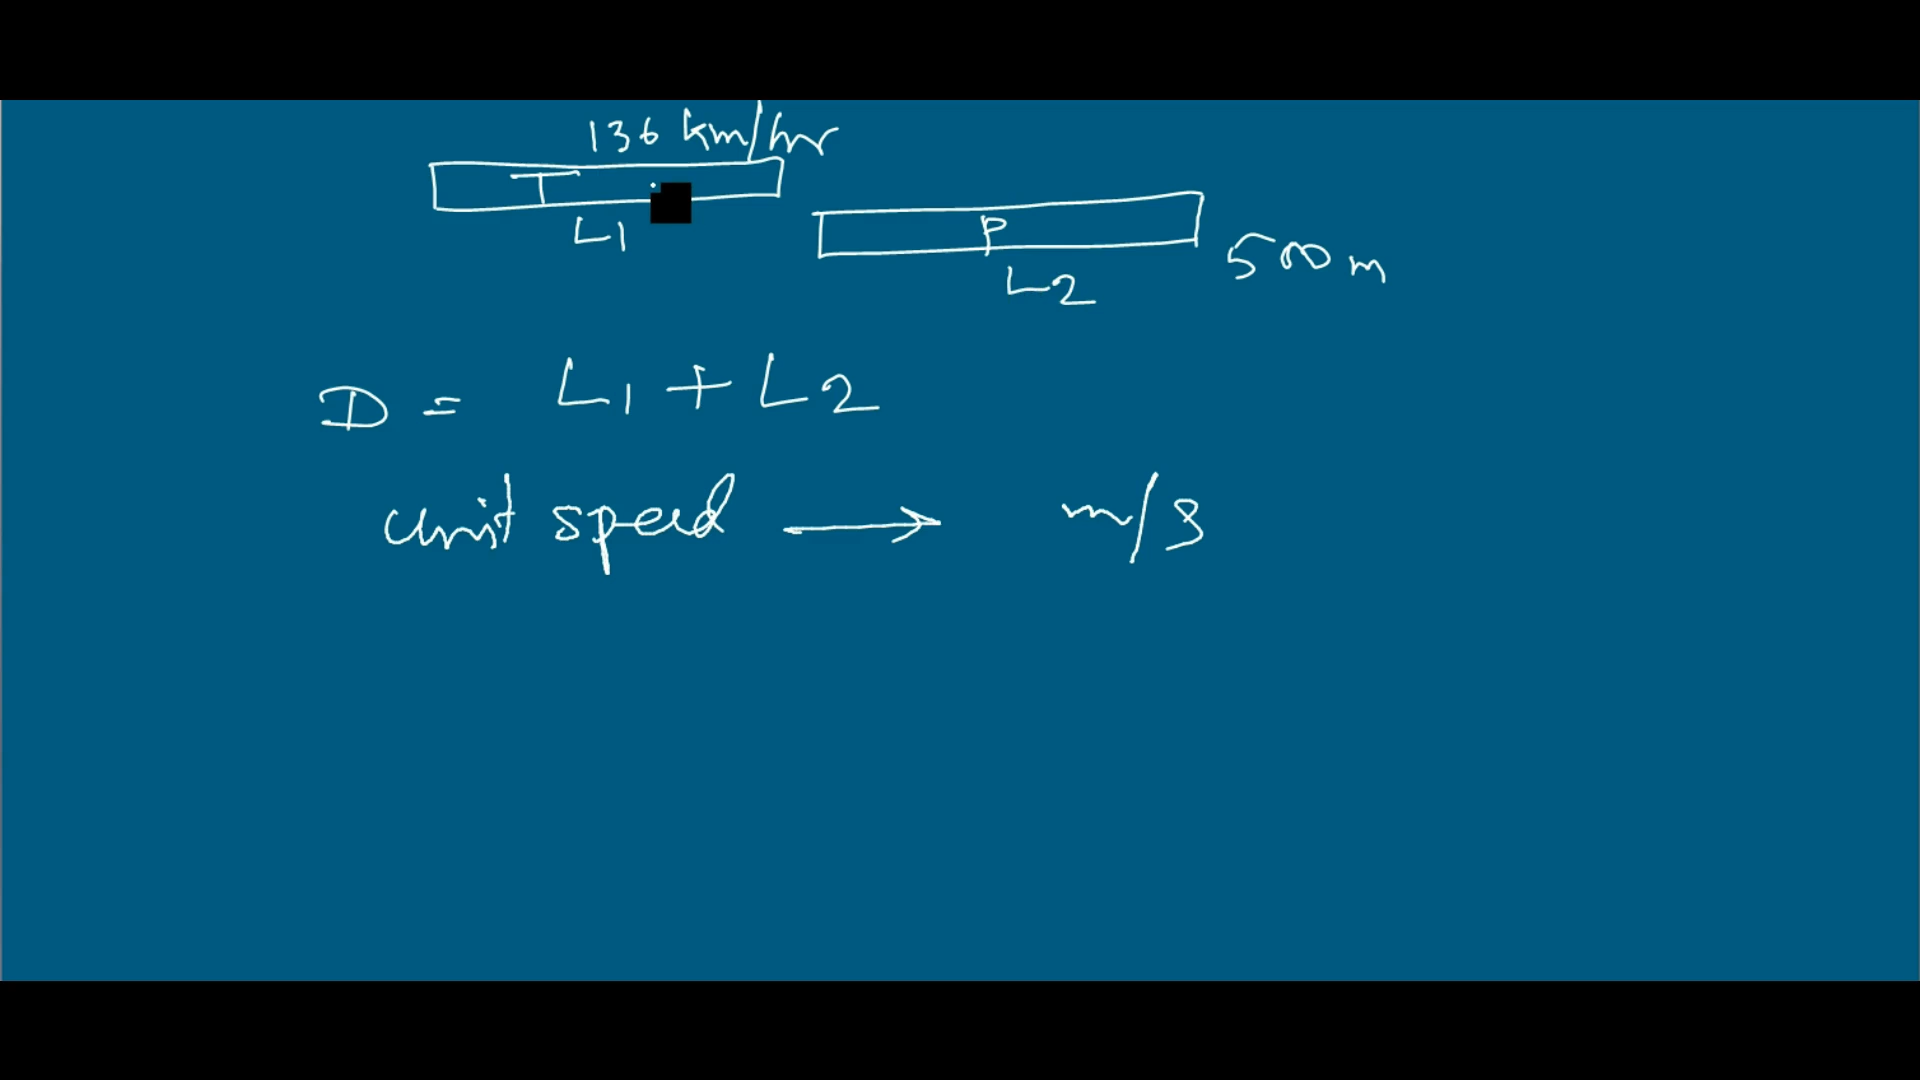 136 km/hr
T
L1
P
L2
500 m
D = L1 + L2
unit speed → m/s